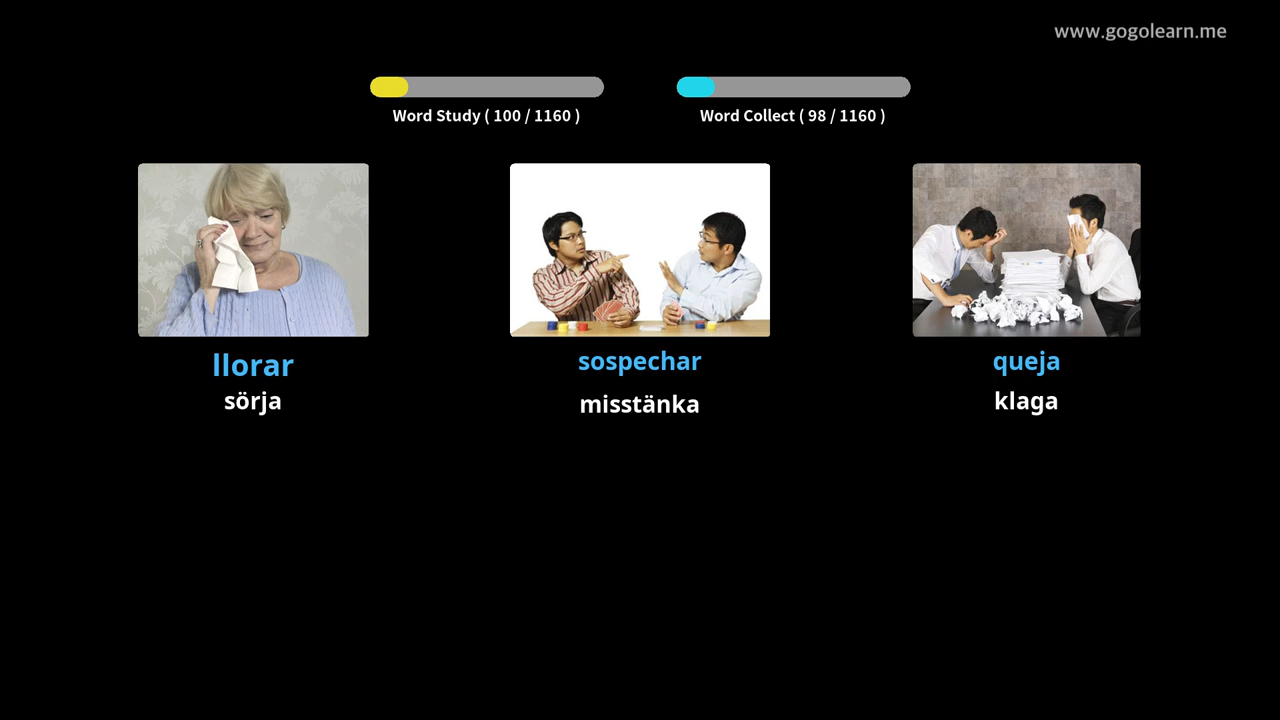 www.gogolearn.me
Word Study ( 100 / 1160 )
Word Collect ( 98 / 1160 )
llorar
sörja
sospechar
misstänka
queja
klaga